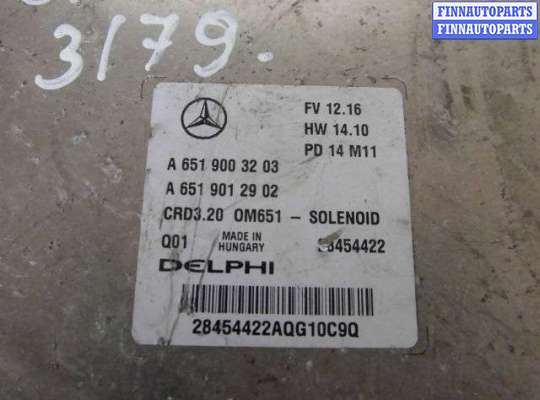 FINNAUTOPARTS
FINNAUTOPARTS
3179.
FV 12.16
HW 14.10
PD 14 M11
A 651 900 32 03
A 651 901 29 02
CRD3.20 OM651 – SOLENOID
Q01 MADE IN HUNGARY 28454422
DELPHI
28454422AQG10C9Q